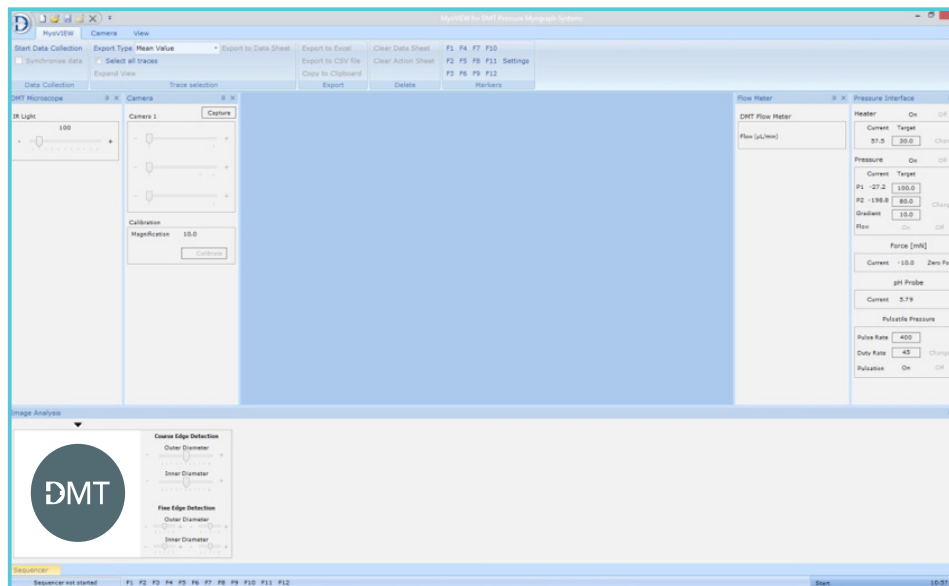 MyoVIEW for DMT Pressure Myograph Systems
MyoVIEW Camera View
Start Data Collection Export Type Mean Value Export to Data Sheet Export to Excel Clear Data Sheet F1 F4 F7 F10
Synchronise data Select all traces Export to CSV file Clear Action Sheet F2 F5 F8 F11 Settings
Expand View Copy to Clipboard F3 F6 F9 F12
Data Collection Trace selection Export Delete Markers
DMT Microscope
IR Light
100
Camera
Camera 1 Capture
Calibration
Magnification 10.0
Calibrate
Flow Meter
DMT Flow Meter
Flow (µL/min)
Pressure Interface
Heater On Off
Current Target
37.5 30.0
Pressure On Off
Current Target
P1 -27.2 100.0
P2 -198.8 80.0
Gradient 10.0
Flow On Off
Force [mN]
Current -10.0 Zero
pH Probe
Current 5.79
Pulsatile Pressure
Pulse Rate 400
Duty Rate 45
Pulsation On Off
Image Analysis
DMT
Course Edge Detection
Outer Diameter
Inner Diameter
Fine Edge Detection
Outer Diameter
Inner Diameter
Sequencer
Sequencer not started F1 F2 F3 F4 F5 F6 F7 F8 F9 F10 F11 F12 Start